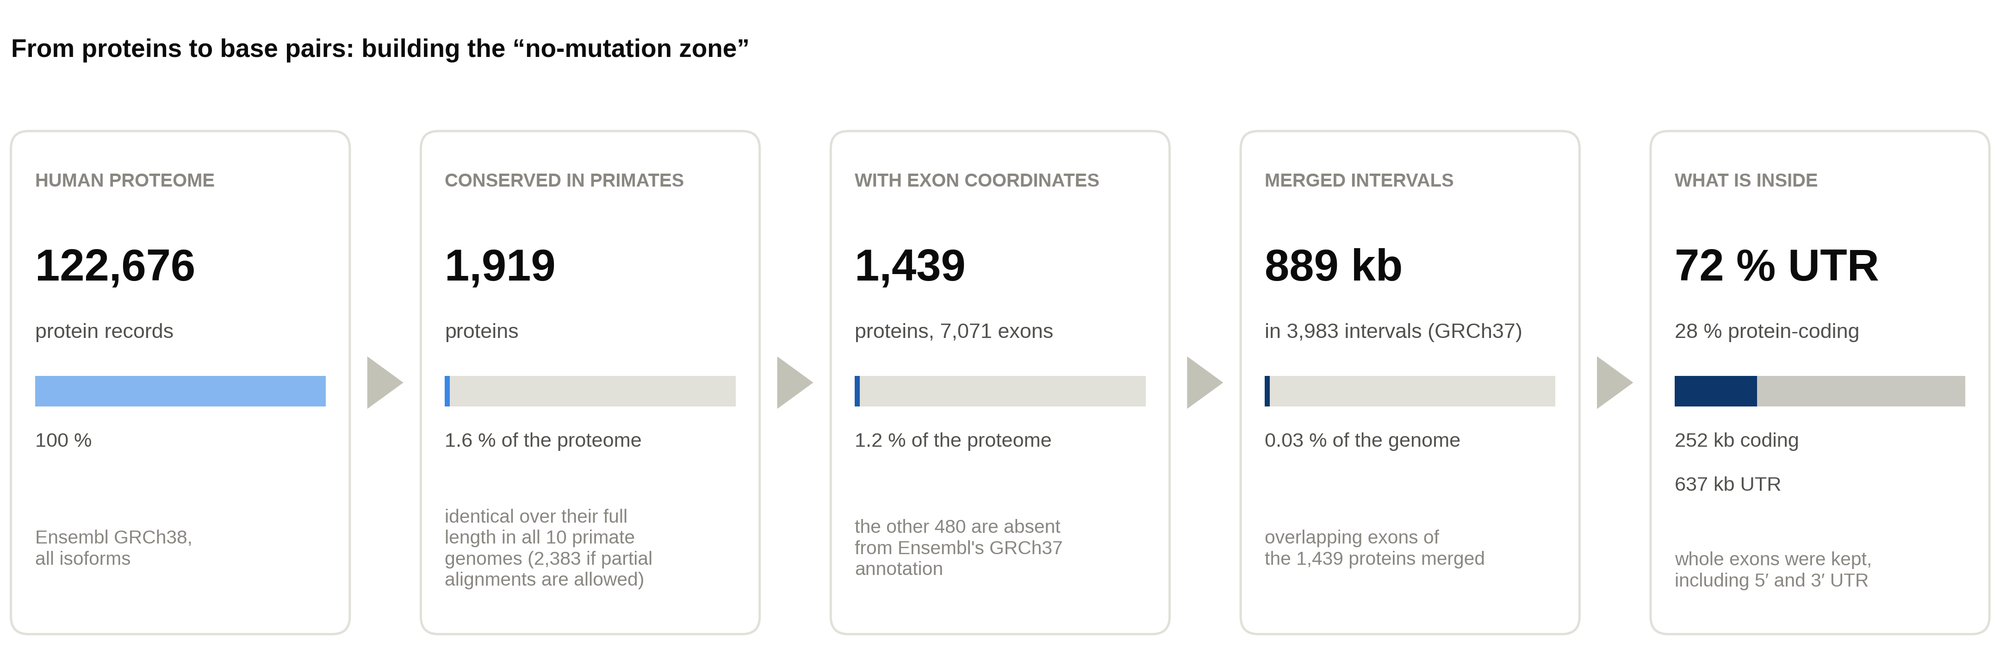 From proteins to base pairs: building the “no-mutation zone”
HUMAN PROTEOME
122,676
protein records
100 %
Ensembl GRCh38,
all isoforms
CONSERVED IN PRIMATES
1,919
proteins
1.6 % of the proteome
identical over their full
length in all 10 primate
genomes (2,383 if partial
alignments are allowed)
WITH EXON COORDINATES
1,439
proteins, 7,071 exons
1.2 % of the proteome
the other 480 are absent
from Ensembl's GRCh37
annotation
MERGED INTERVALS
889 kb
in 3,983 intervals (GRCh37)
0.03 % of the genome
overlapping exons of
the 1,439 proteins merged
WHAT IS INSIDE
72 % UTR
28 % protein-coding
252 kb coding
637 kb UTR
whole exons were kept,
including 5′ and 3′ UTR